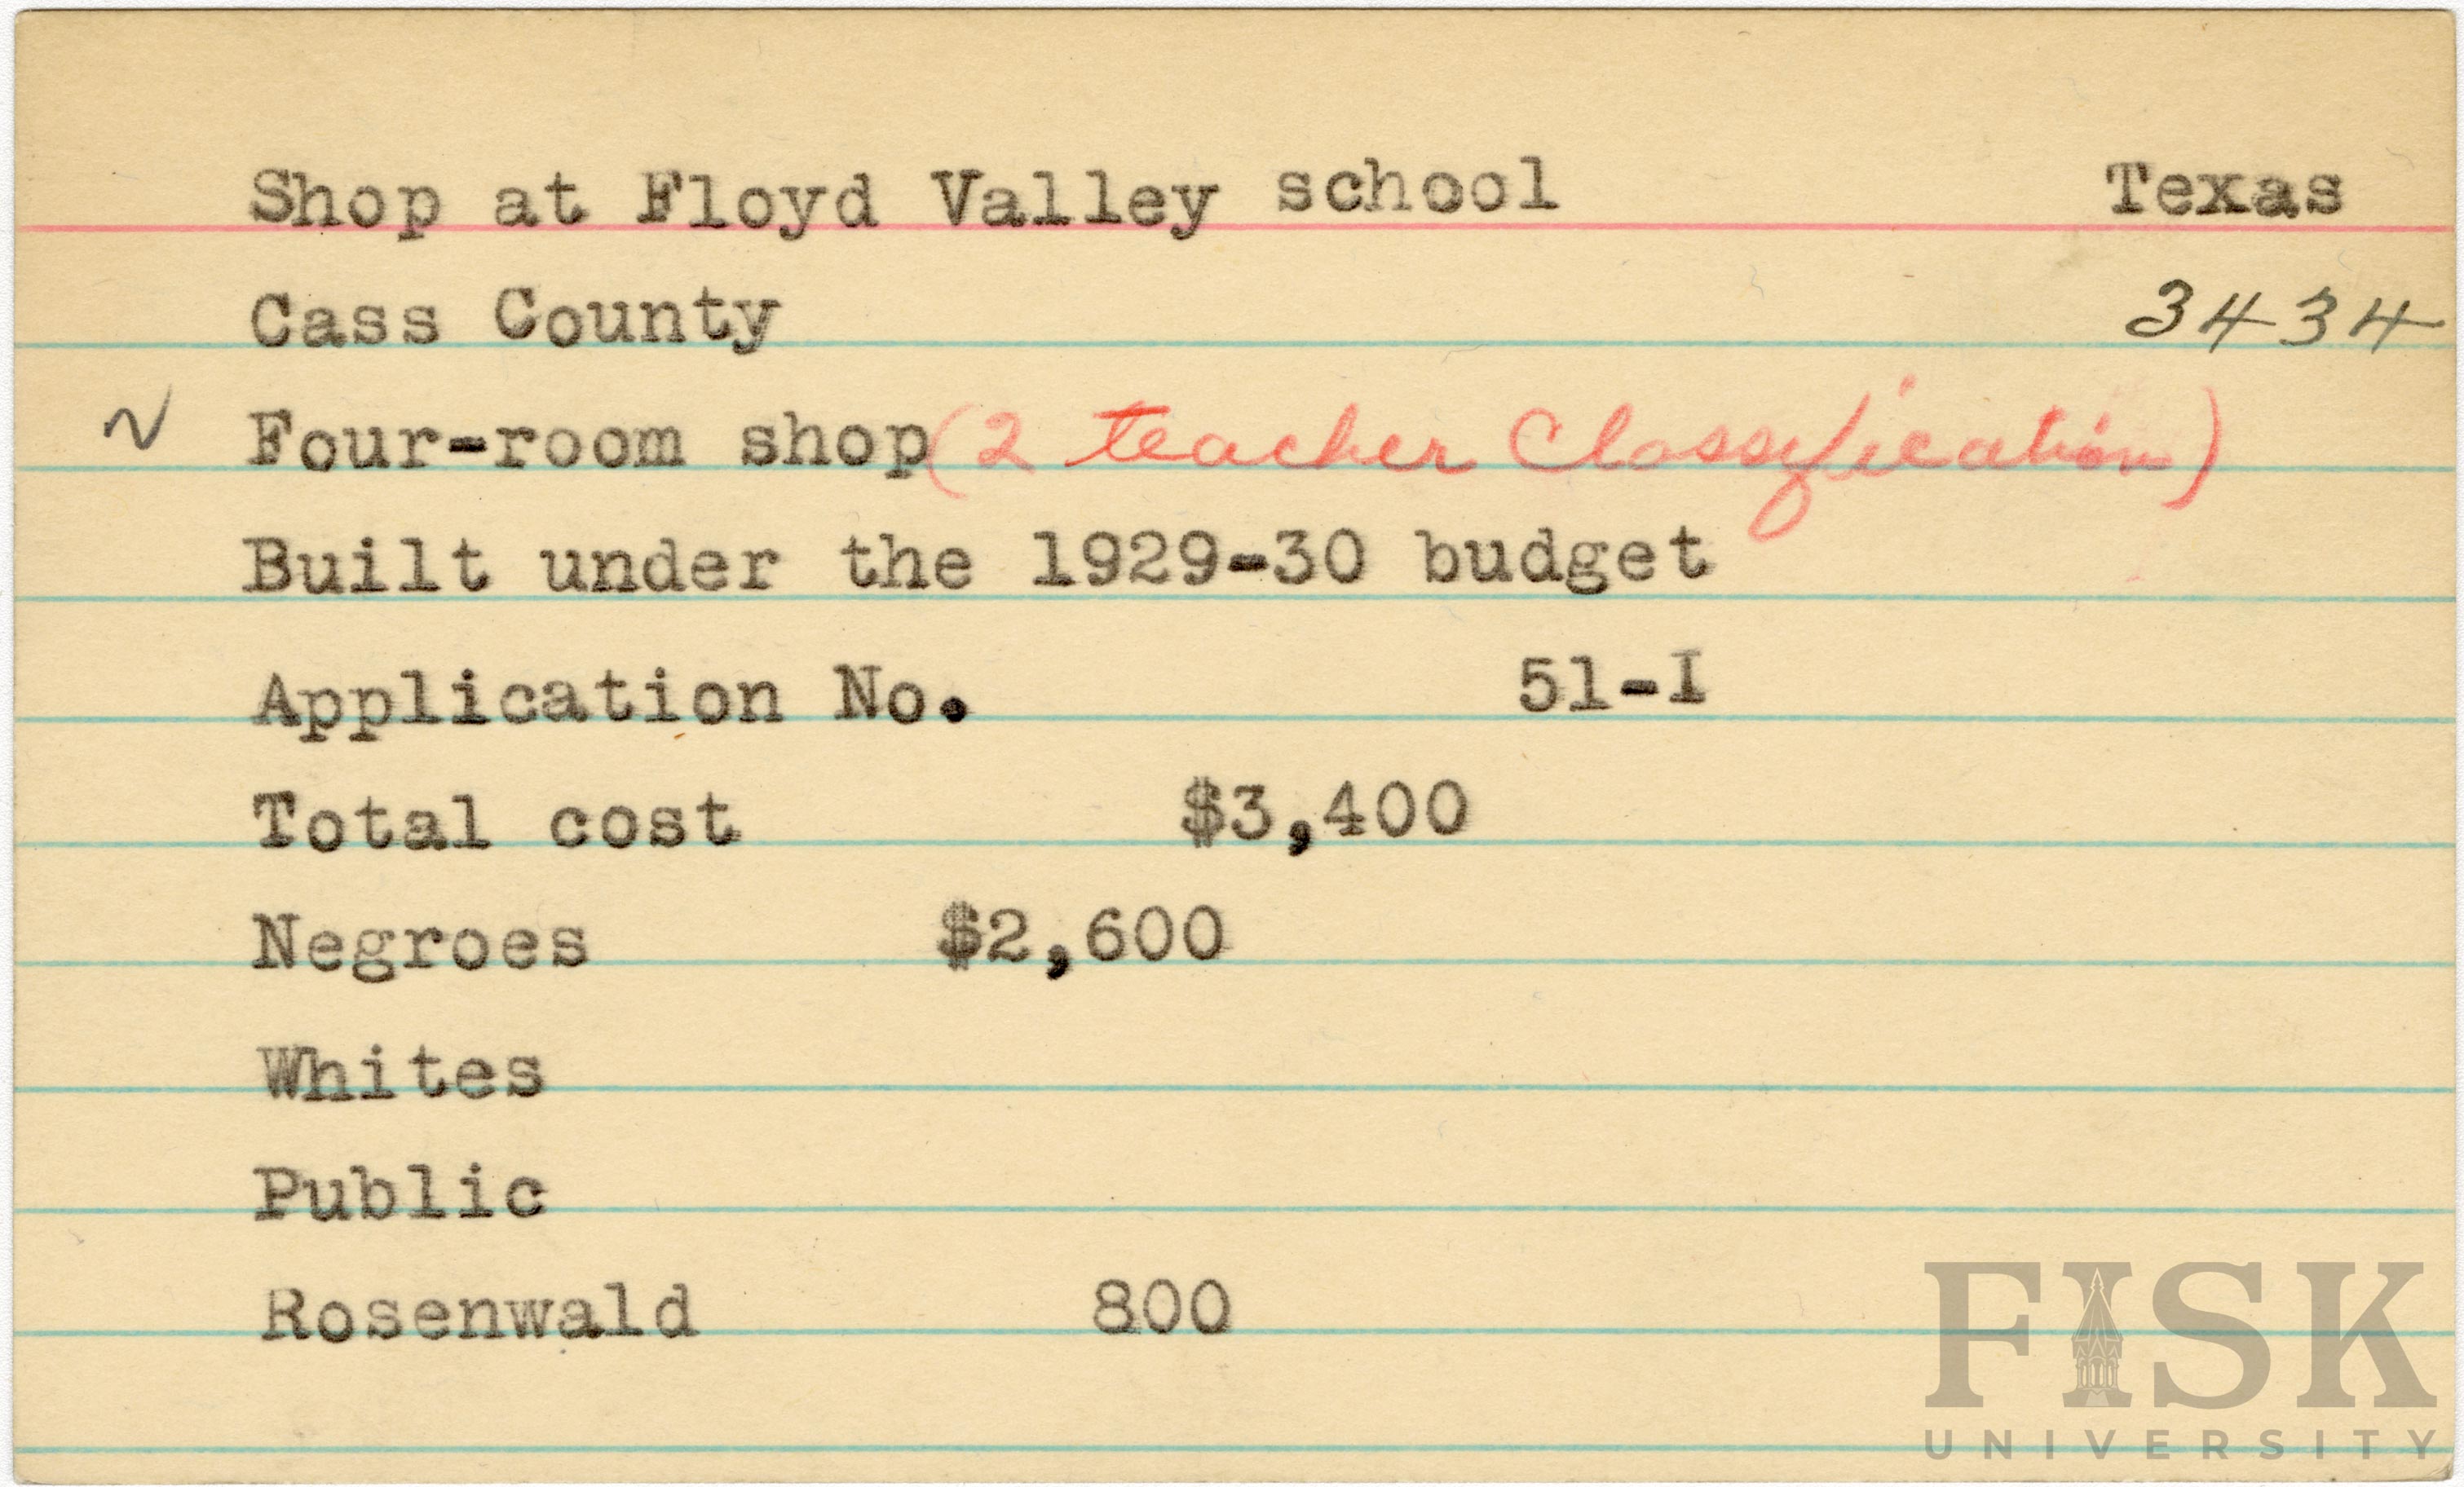 Shop at Floyd Valley school Texas
Cass County 3434
Four-room shop (2 teacher Classification)
Built under the 1929-30 budget
Application No. 51-I
Total cost $3,400
Negroes $2,600
Whites
Public
Rosenwald 800
FISK
UNIVERSITY